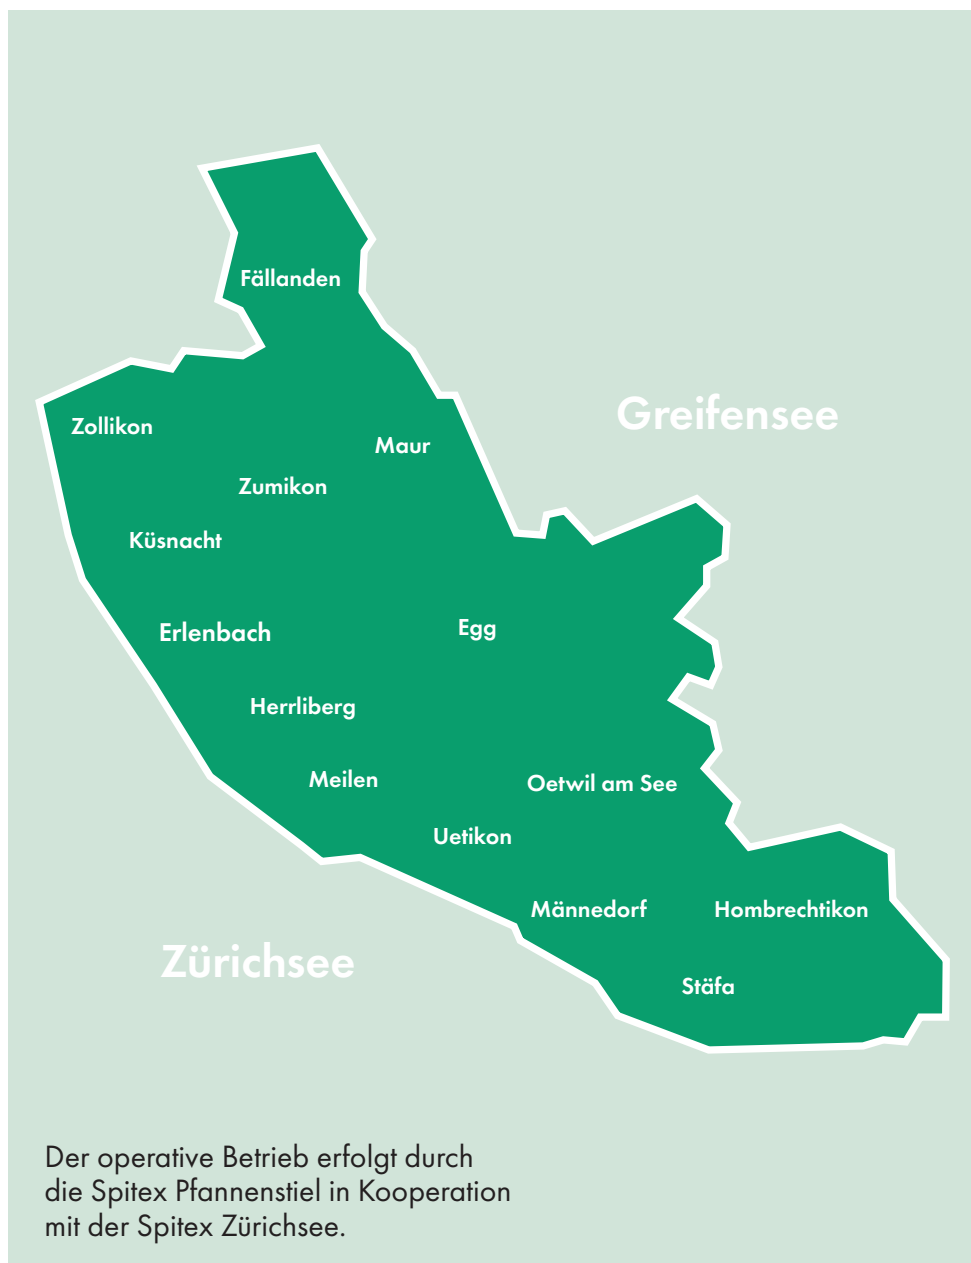 Fällanden
Greifensee
Zollikon
Maur
Zumikon
Küsnacht
Erlenbach
Egg
Herrliberg
Meilen
Oetwil am See
Uetikon
Männedorf
Hombrechtikon
Zürichsee
Stäfa
Der operative Betrieb erfolgt durch
die Spitex Pfannenstiel in Kooperation
mit der Spitex Zürichsee.